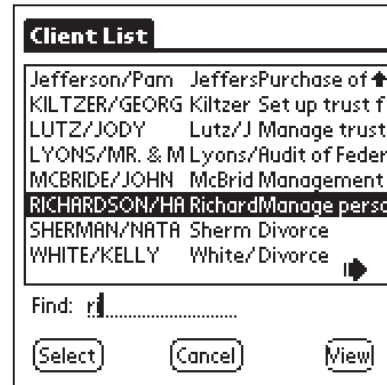 Client List
Jefferson/Pam JeffersPurchase of
KILTZER/GEORG Kiltzer Set up trust f
LUTZ/JODY Lutz/J Manage trust
LYONS/MR. & M Lyons/Audit of Feder
MCBRIDE/JOHN McBrid Management
RICHARDSON/HA RichardManage perso
SHERMAN/NATA Sherm Divorce
WHITE/KELLY White/ Divorce
Find: ri
Select Cancel View